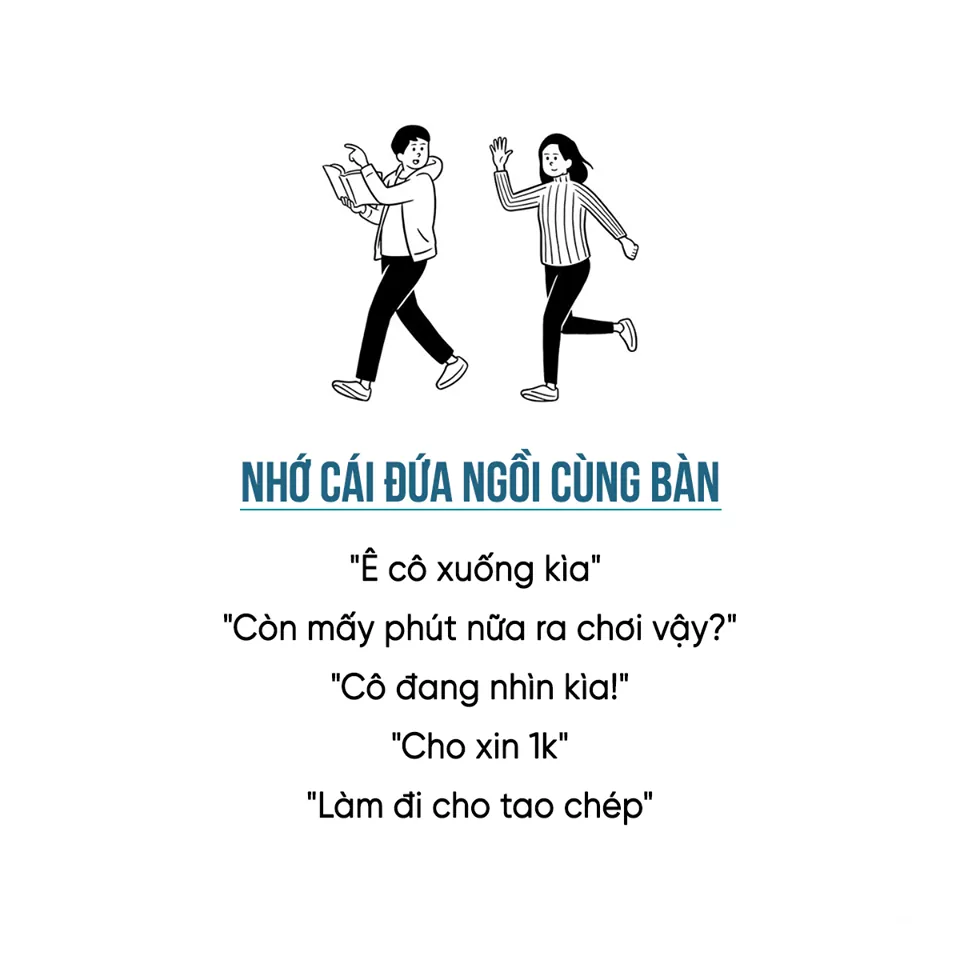 NHỚ CÁI ĐỨA NGỒI CÙNG BÀN
"Ê cô xuống kìa"
"Còn mấy phút nữa ra chơi vậy?"
"Cô đang nhìn kìa!"
"Cho xin 1k"
"Làm đi cho tao chép"